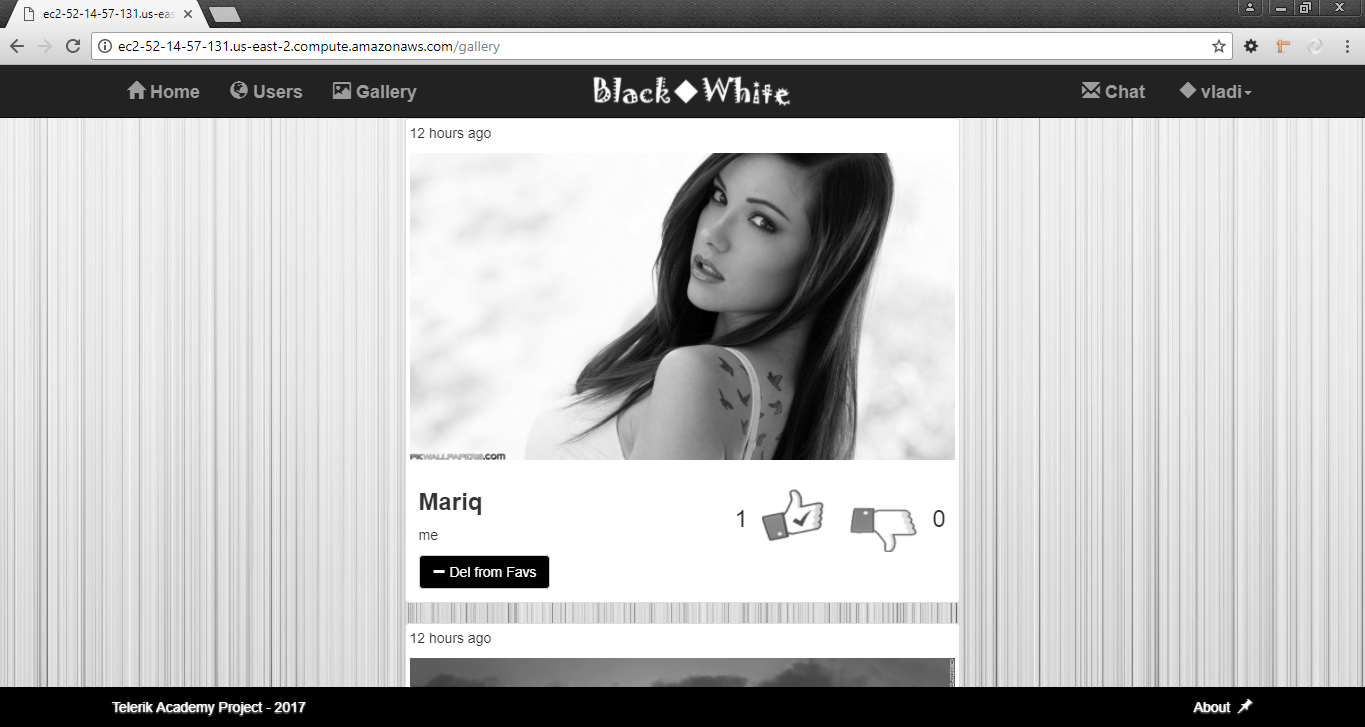 ec2-52-14-57-131.us-eas
ec2-52-14-57-131.us-east-2.compute.amazonaws.com/gallery
Home Users Gallery Black◆White Chat vladi
12 hours ago
PKWALLPAPERS.COM
Mariq
me
1 0
Del from Favs
12 hours ago
Telerik Academy Project - 2017 About